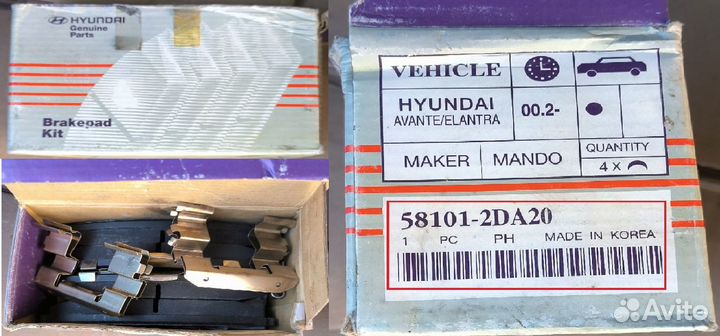 HYUNDAI
Genuine
Parts
Brakepad
Kit
VEHICLE
HYUNDAI
AVANTE/ELANTRA
00.2-
MAKER
MANDO
QUANTITY
4 ×
58101-2DA20
1 PC PH MADE IN KOREA
Avito